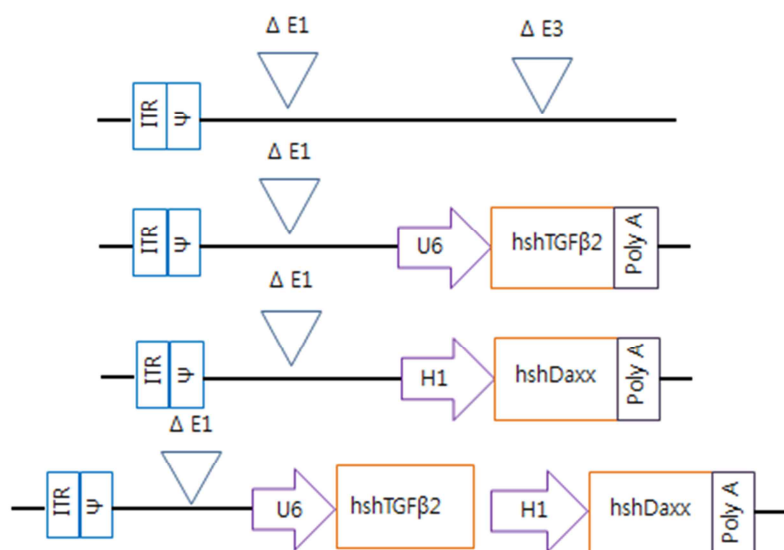 Δ E1
Δ E3
ITR
Ψ
Δ E1
ITR
Ψ
U6
hshTGFβ2
Poly A
Δ E1
ITR
Ψ
H1
hshDaxx
Poly A
Δ E1
ITR
Ψ
U6
hshTGFβ2
H1
hshDaxx
Poly A